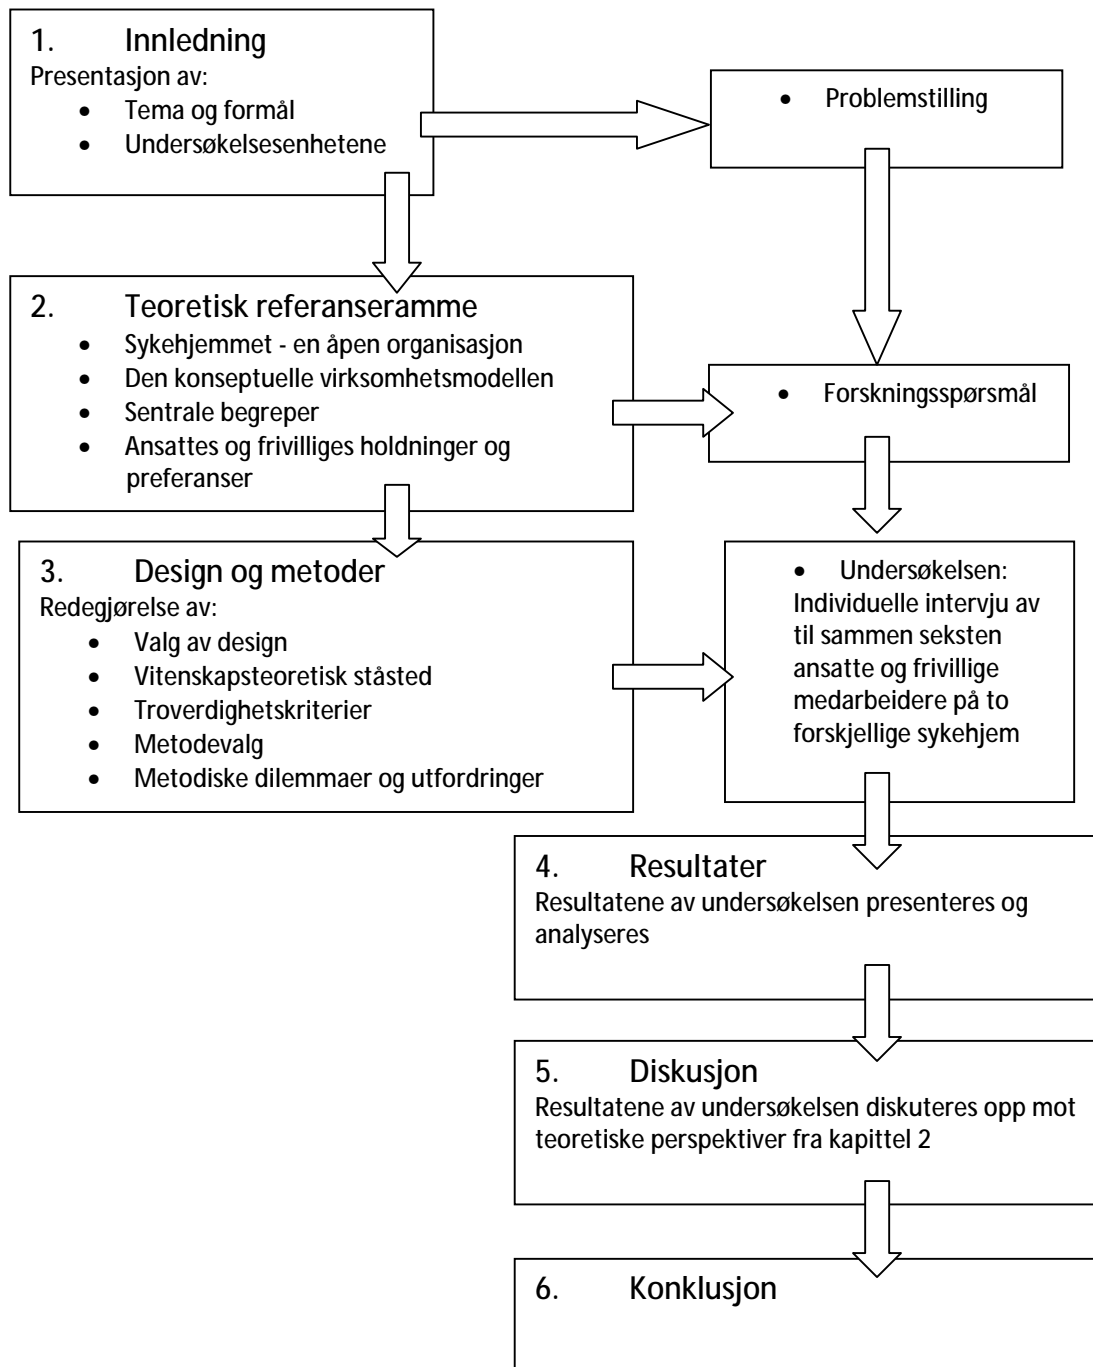 1. Innledning
Presentasjon av:
• Tema og formål
• Undersøkelsesenhetene
• Problemstilling
2. Teoretisk referanseramme
• Sykehjemmet - en åpen organisasjon
• Den konseptuelle virksomhetsmodellen
• Sentrale begreper
• Ansattes og frivilliges holdninger og
preferanser
• Forskningsspørsmål
3. Design og metoder
Redegjørelse av:
• Valg av design
• Vitenskapsteoretisk ståsted
• Troverdighetskriterier
• Metodevalg
• Metodiske dilemmaer og utfordringer
• Undersøkelsen:
Individuelle intervju av
til sammen seksten
ansatte og frivillige
medarbeidere på to
forskjellige sykehjem
4. Resultater
Resultatene av undersøkelsen presenteres og
analyseres
5. Diskusjon
Resultatene av undersøkelsen diskuteres opp mot
teoretiske perspektiver fra kapittel 2
6. Konklusjon